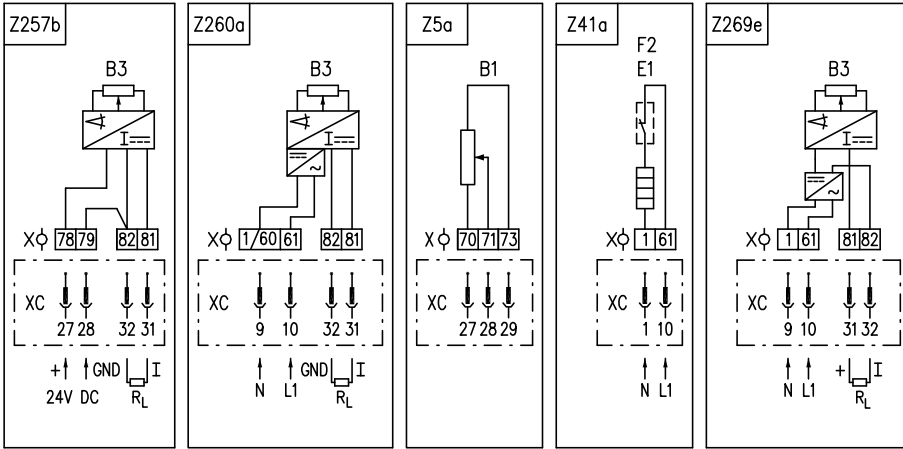 Z257b
B3
I
X 78 79 82 81
XC
27 28 32 31
+ GND I
24V DC RL
Z260a
B3
I
~
X 1/60 61 82 81
XC
9 10 32 31
GND I
N L1 RL
Z5a
B1
X 70 71 73
XC
27 28 29
Z41a
F2
E1
X 1 61
XC
1 10
N L1
Z269e
B3
I
~
X 1 61 81 82
XC
9 10 31 32
+ I
N L1 RL